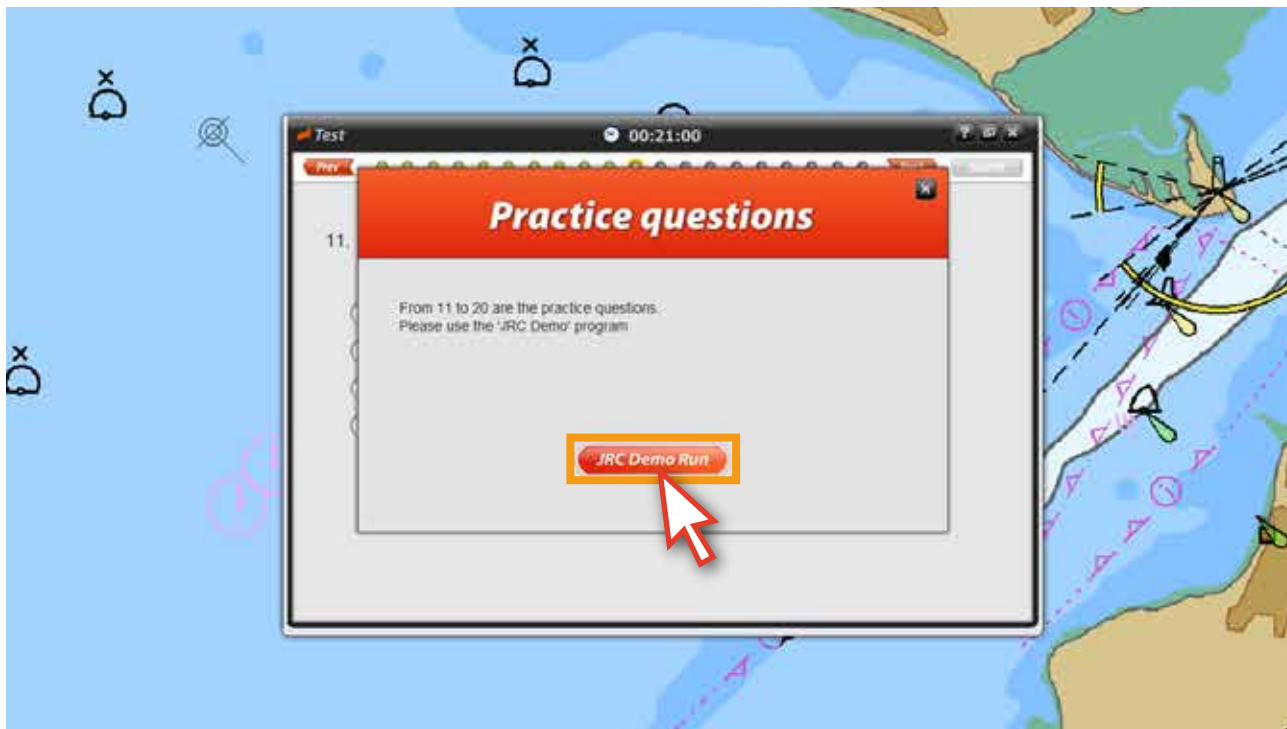 Test
00:21:00
Prev
Practice questions
11.
From 11 to 20 are the practice questions.
Please use the 'JRC Demo' program
JRC Demo Run